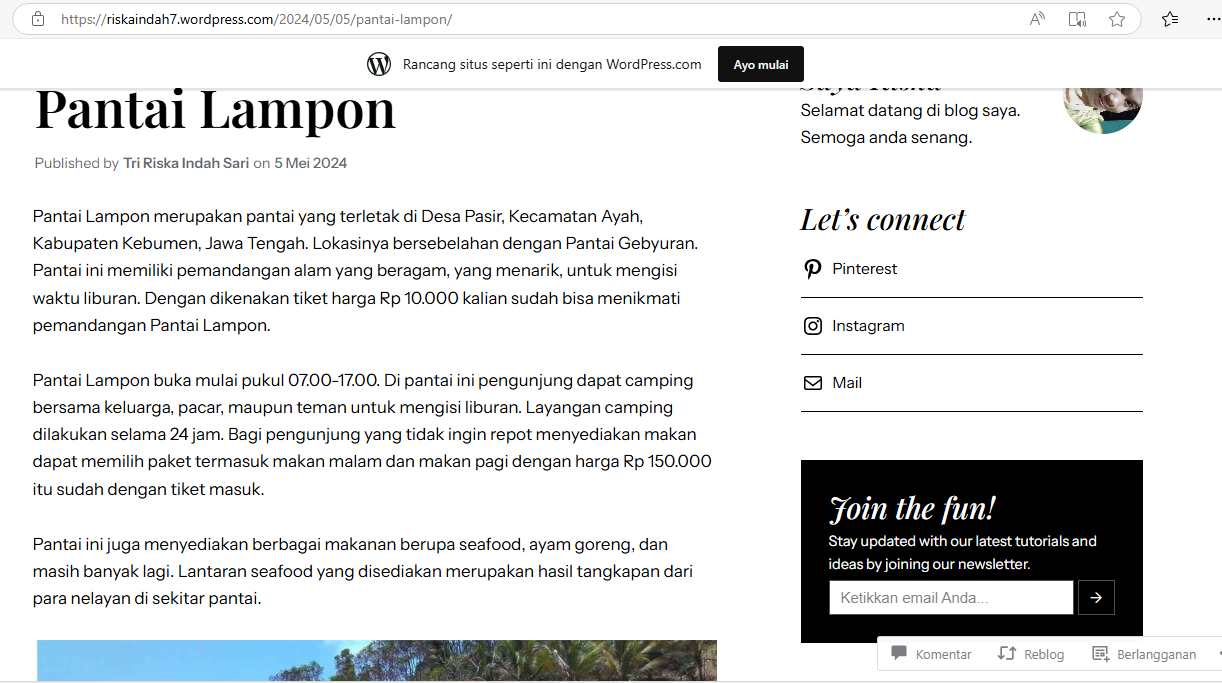 https://riskaindah7.wordpress.com/2024/05/05/pantai-lampon/
Rancang situs seperti ini dengan WordPress.com
Ayo mulai
Pantai Lampon
Published by Tri Riska Indah Sari on 5 Mei 2024
Pantai Lampon merupakan pantai yang terletak di Desa Pasir, Kecamatan Ayah,
Kabupaten Kebumen, Jawa Tengah. Lokasinya bersebelahan dengan Pantai Gebyuran.
Pantai ini memiliki pemandangan alam yang beragam, yang menarik, untuk mengisi
waktu liburan. Dengan dikenakan tiket harga Rp 10.000 kalian sudah bisa menikmati
pemandangan Pantai Lampon.
Pantai Lampon buka mulai pukul 07.00-17.00. Di pantai ini pengunjung dapat camping
bersama keluarga, pacar, maupun teman untuk mengisi liburan. Layangan camping
dilakukan selama 24 jam. Bagi pengunjung yang tidak ingin repot menyediakan makan
dapat memilih paket termasuk makan malam dan makan pagi dengan harga Rp 150.000
itu sudah dengan tiket masuk.
Pantai ini juga menyediakan berbagai makanan berupa seafood, ayam goreng, dan
masih banyak lagi. Lantaran seafood yang disediakan merupakan hasil tangkapan dari
para nelayan di sekitar pantai.
Selamat datang di blog saya.
Semoga anda senang.
Let's connect
Pinterest
Instagram
Mail
Join the fun!
Stay updated with our latest tutorials and
ideas by joining our newsletter.
Ketikkan email Anda...
Komentar
Reblog
Berlangganan